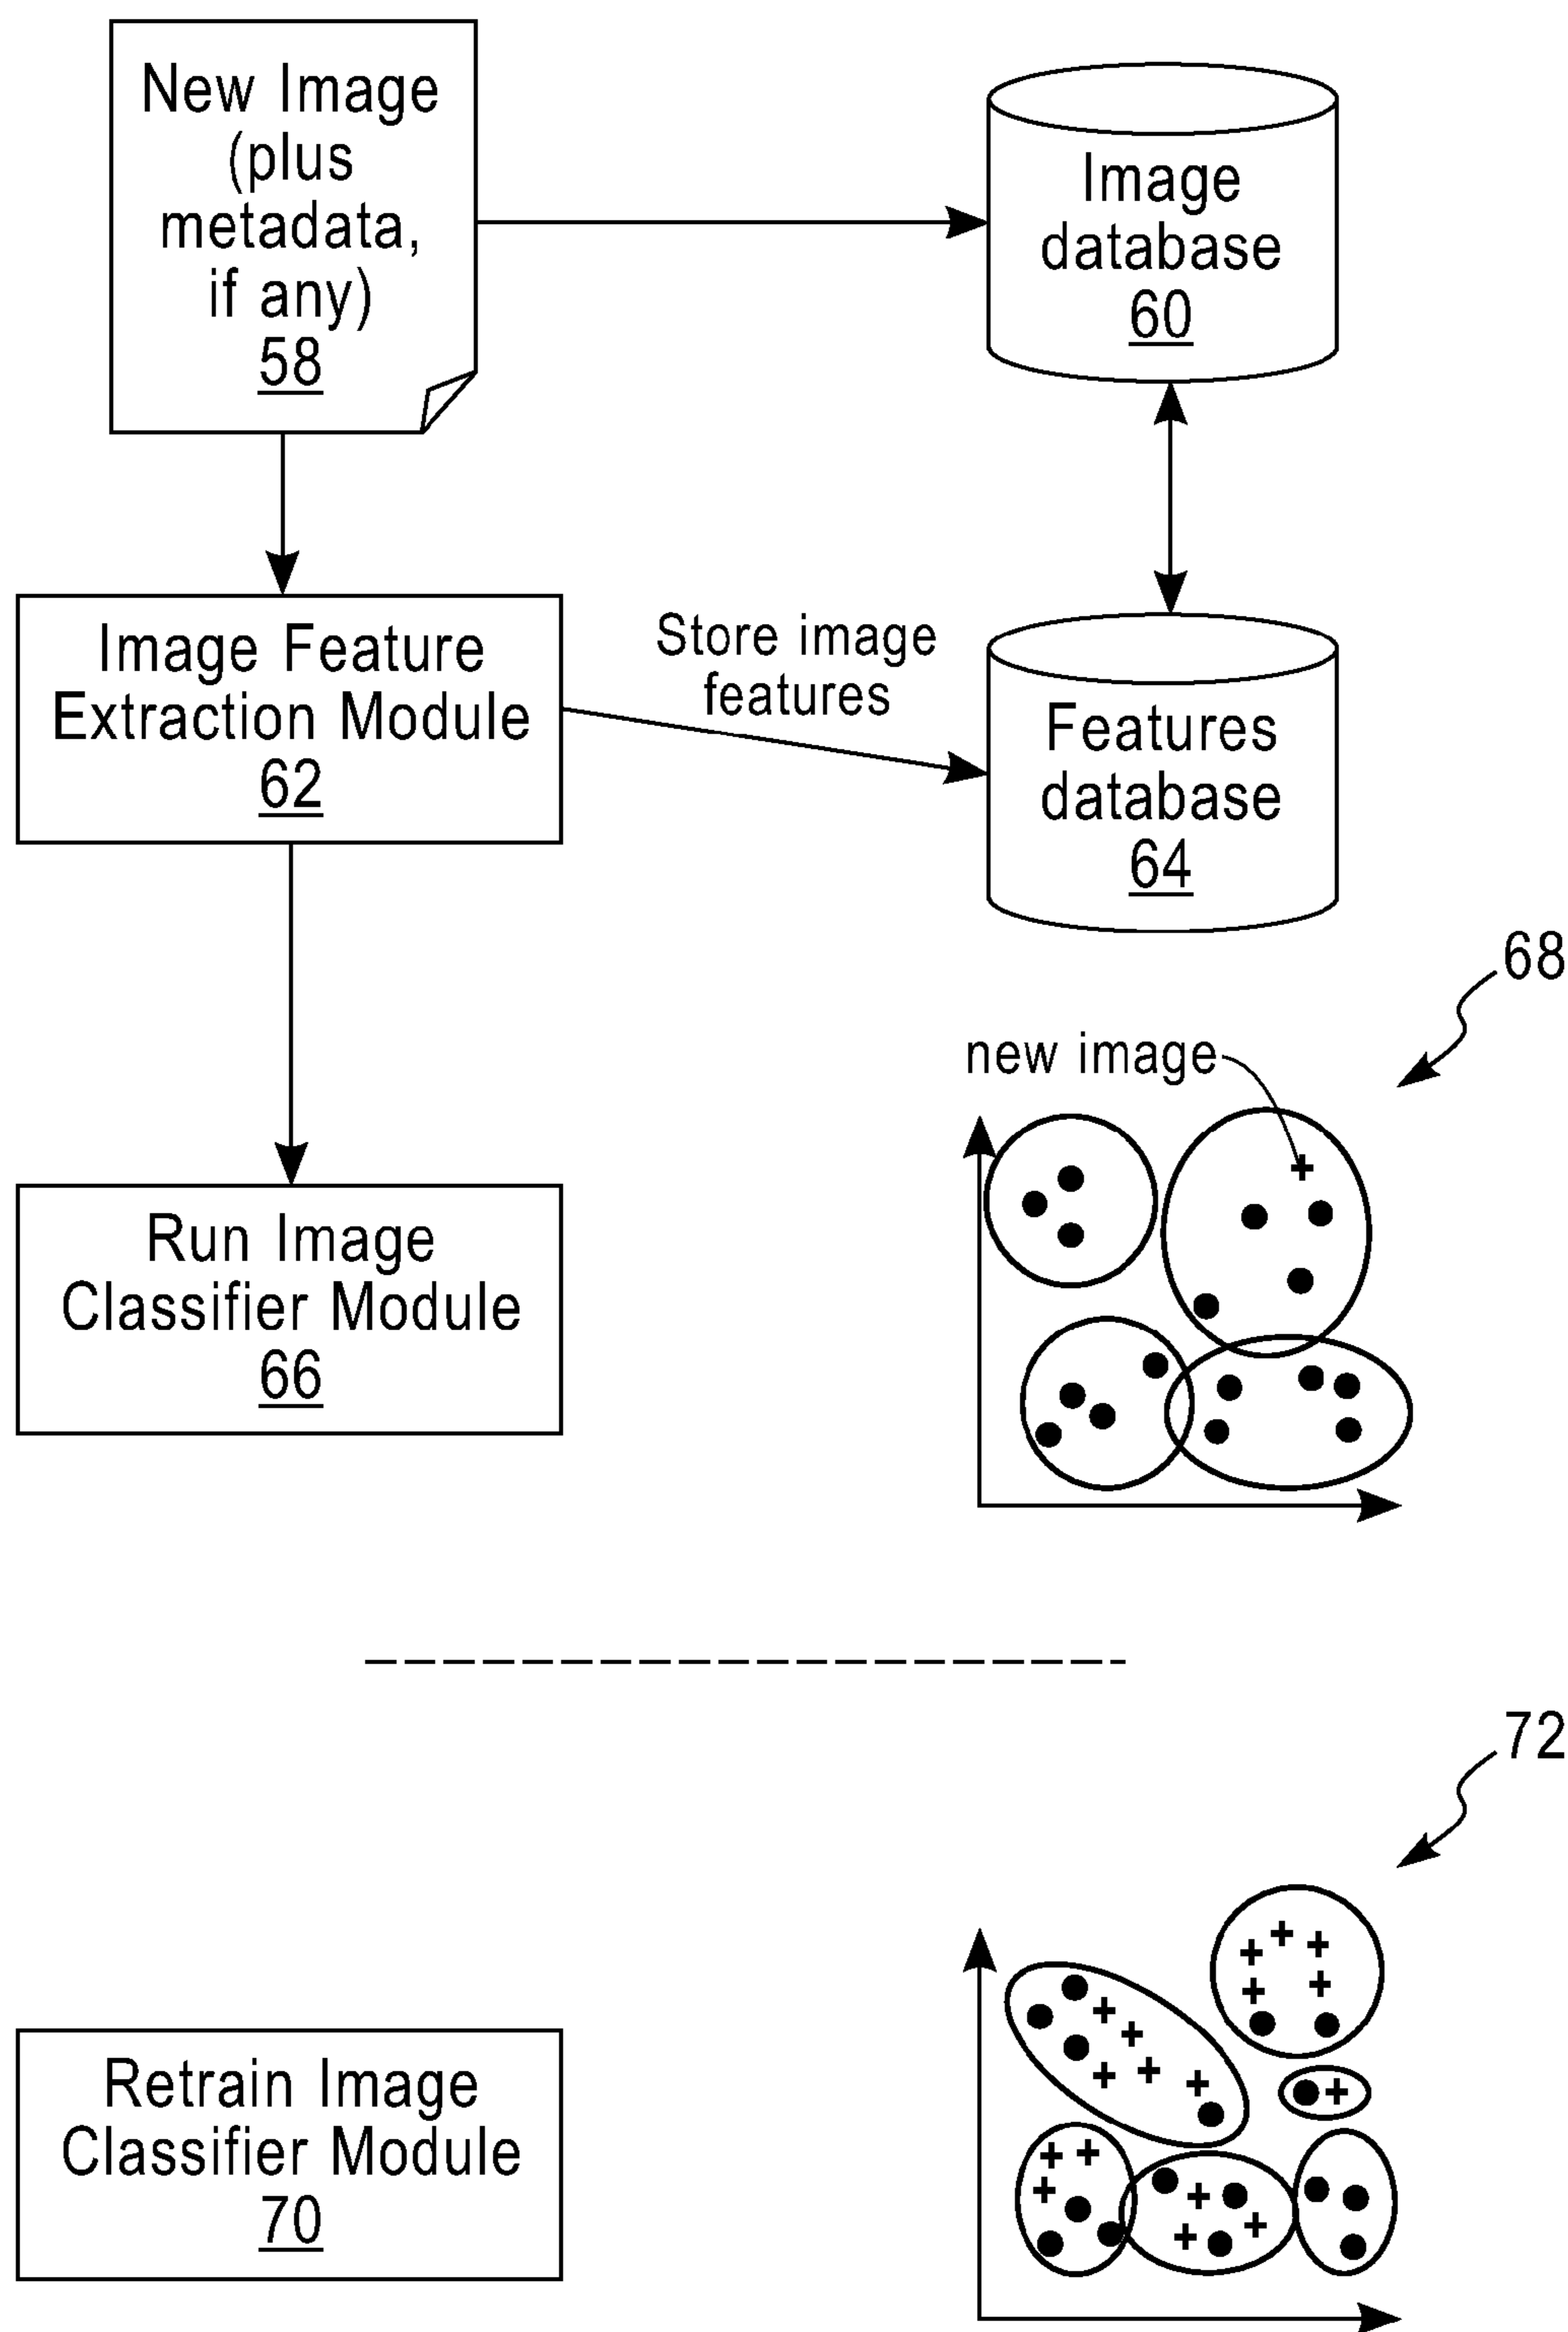 New Image
(plus
metadata,
if any)
58
Image
database
60
Image Feature
Extraction Module
62
Store image
features
Features
database
64
68
new image
Run Image
Classifier Module
66
72
Retrain Image
Classifier Module
70